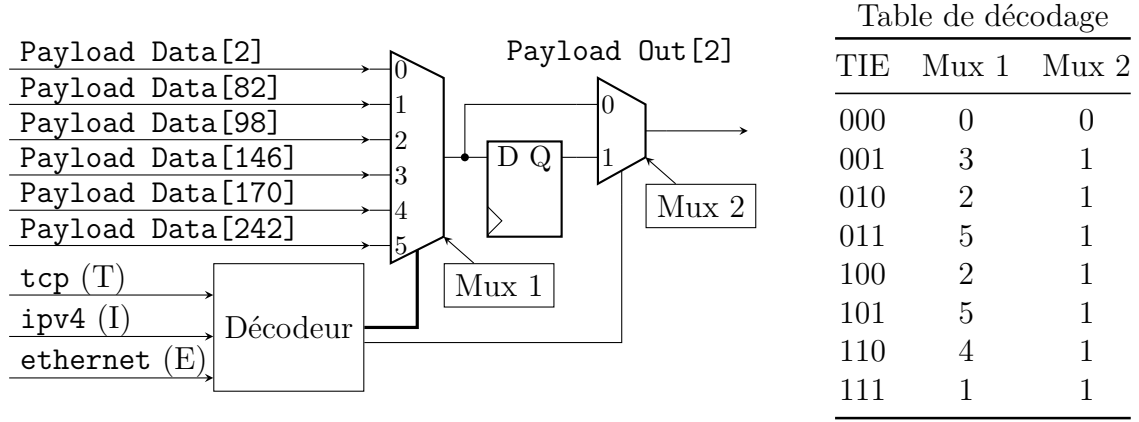 Payload Data[2]
Payload Data[82]
Payload Data[98]
Payload Data[146]
Payload Data[170]
Payload Data[242]
0
1
2
3
4
5
tcp (T)
ipv4 (I)
ethernet (E)
Décodeur
Mux 1
D Q
Payload Out[2]
0
1
Mux 2
Table de décodage
TIE Mux 1 Mux 2
000 0 0
001 3 1
010 2 1
011 5 1
100 2 1
101 5 1
110 4 1
111 1 1